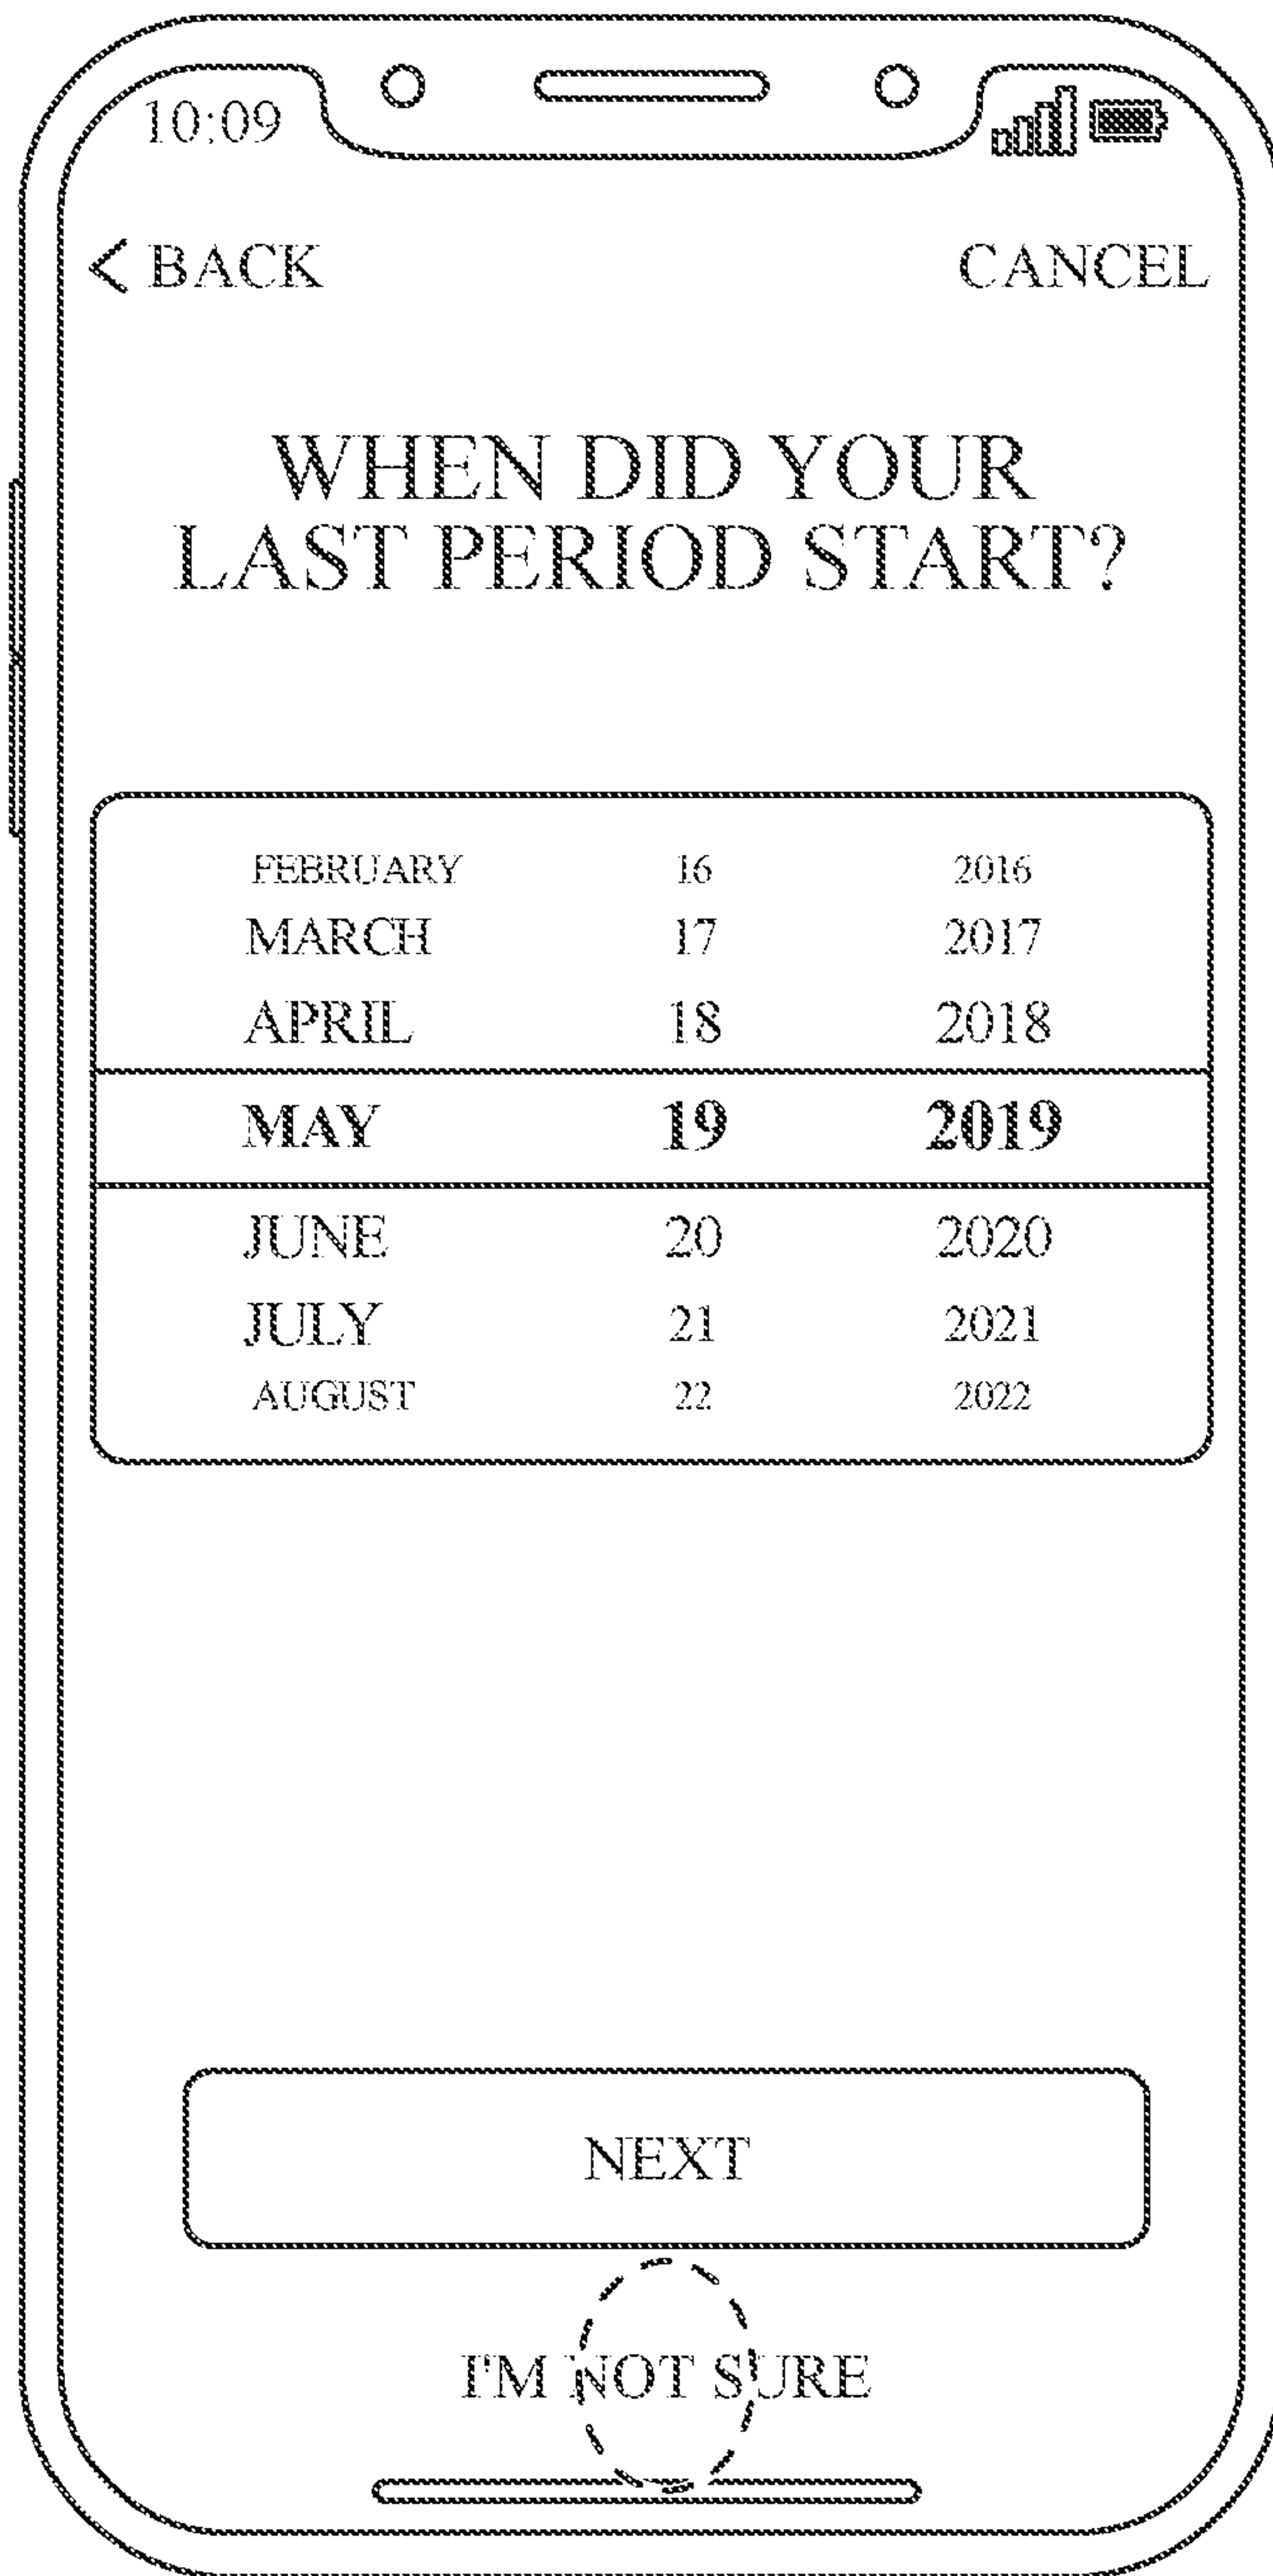 10:09
< BACK CANCEL
WHEN DID YOUR
LAST PERIOD START?
FEBRUARY 16 2016
MARCH 17 2017
APRIL 18 2018
MAY 19 2019
JUNE 20 2020
JULY 21 2021
AUGUST 22 2022
NEXT
I'M NOT SURE